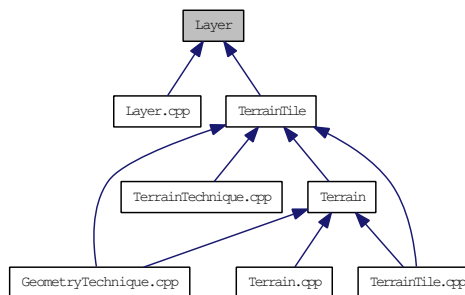 Layer
Layer.cpp
TerrainTile
TerrainTechnique.cpp
Terrain
GeometryTechnique.cpp
Terrain.cpp
TerrainTile.cpp